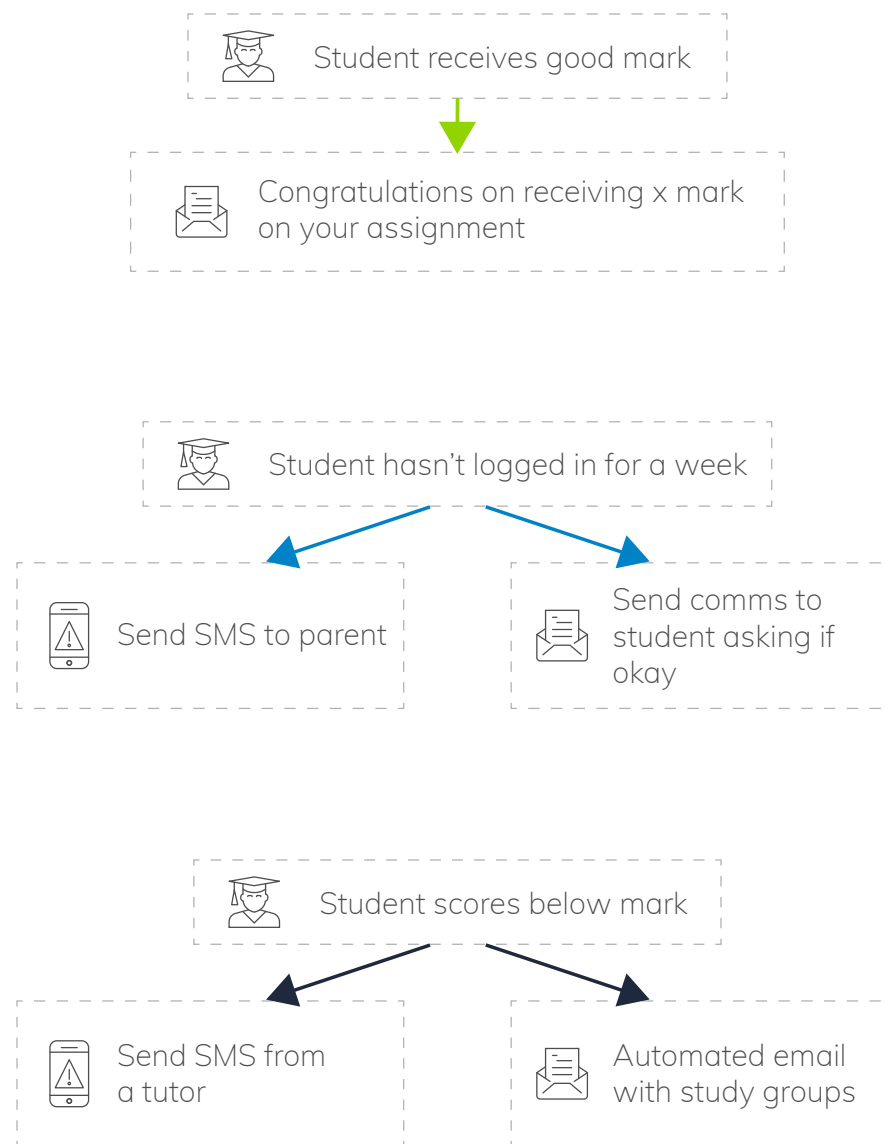 Student receives good mark
Congratulations on receiving x mark
on your assignment
Student hasn’t logged in for a week
Send SMS to parent
Send comms to
student asking if
okay
Student scores below mark
Send SMS from
a tutor
Automated email
with study groups